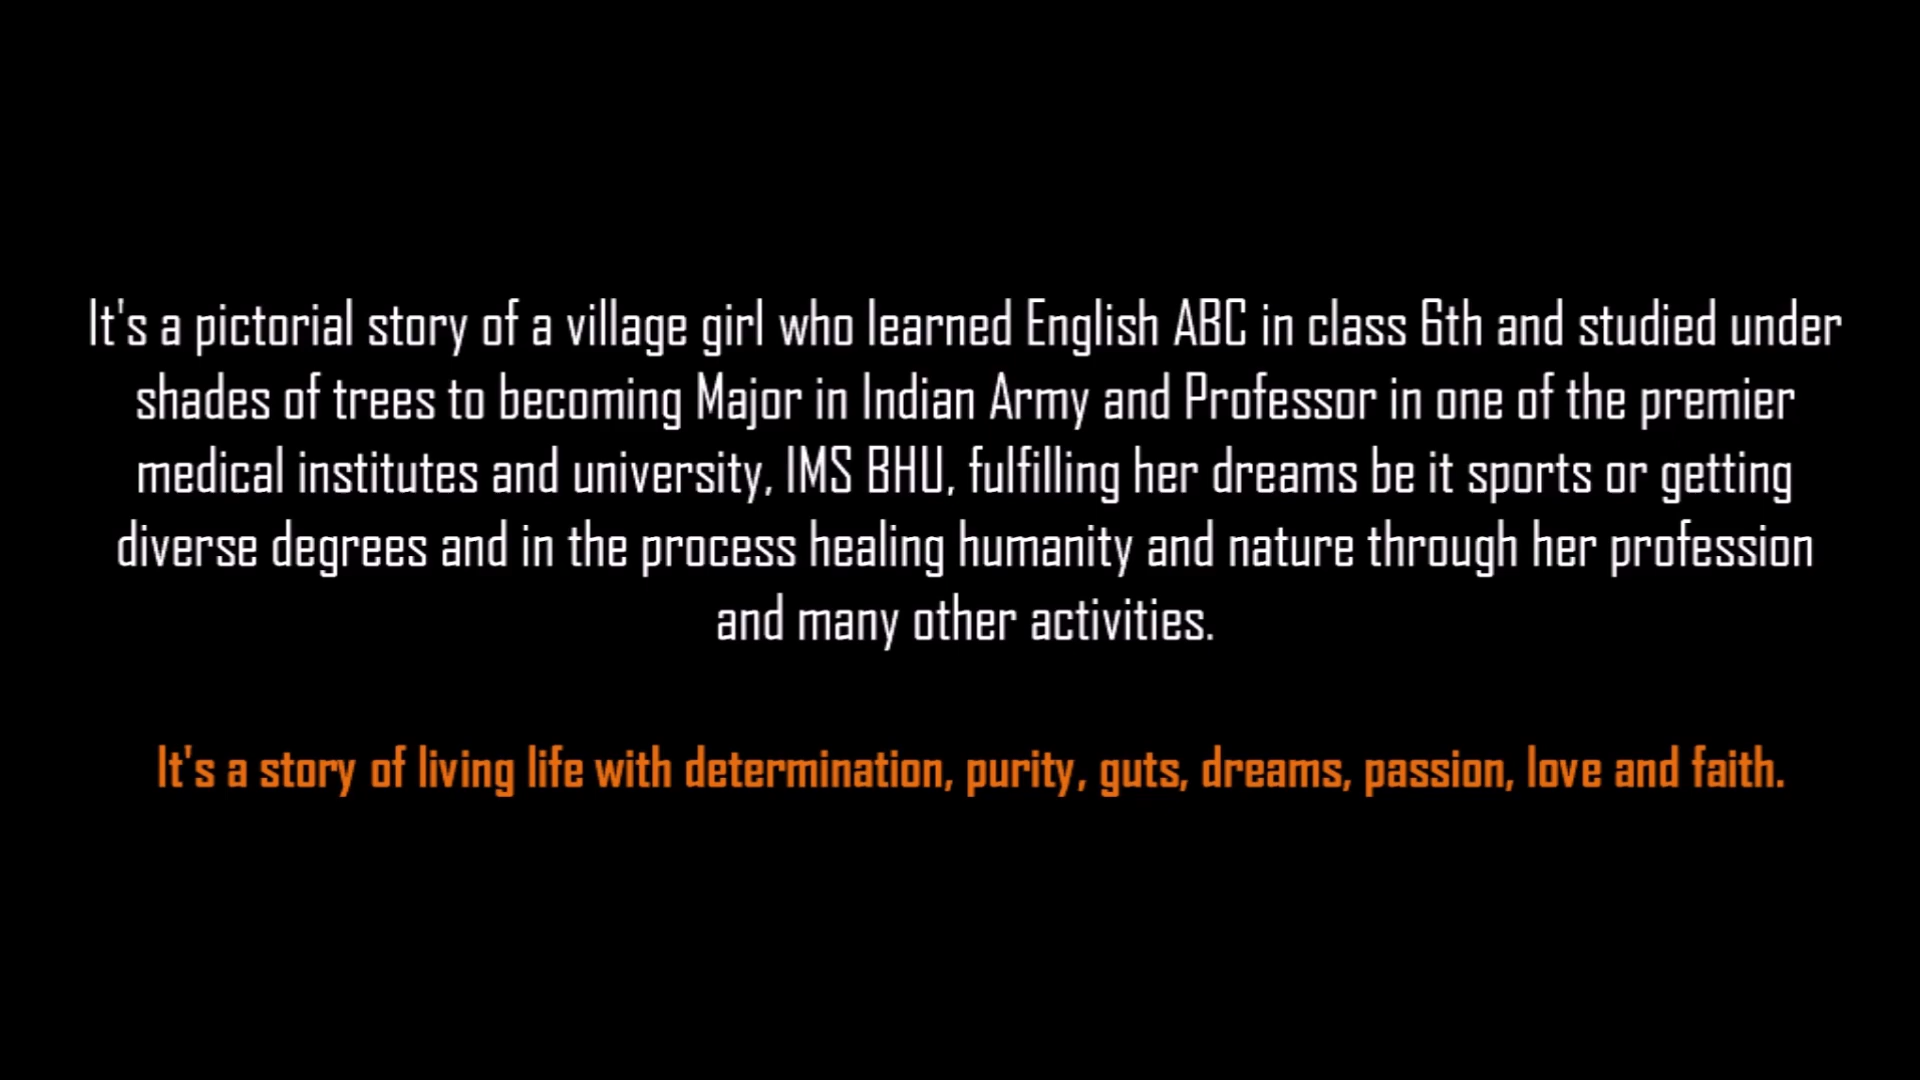 It's a pictorial story of a village girl who learned English ABC in class 6th and studied under
shades of trees to becoming Major in Indian Army and Professor in one of the premier
medical institutes and university, IMS BHU, fulfilling her dreams be it sports or getting
diverse degrees and in the process healing humanity and nature through her profession
and many other activities.
It's a story of living life with determination, purity, guts, dreams, passion, love and faith.